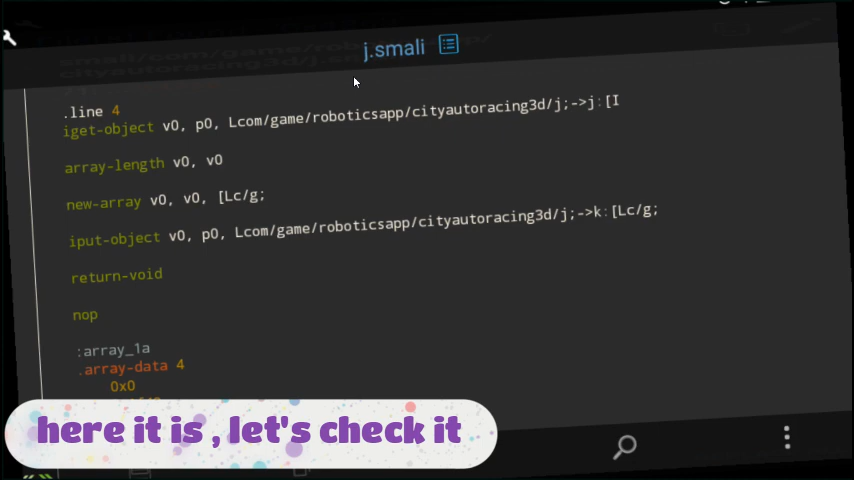 j.smali
.line 4
iget-object v0, p0, Lcom/game/roboticsapp/cityautoracing3d/j;->j:[I
array-length v0, v0
new-array v0, v0, [Lc/g;
iput-object v0, p0, Lcom/game/roboticsapp/cityautoracing3d/j;->k:[Lc/g;
return-void
nop
:array_1a
.array-data 4
0x0
here it is , let's check it